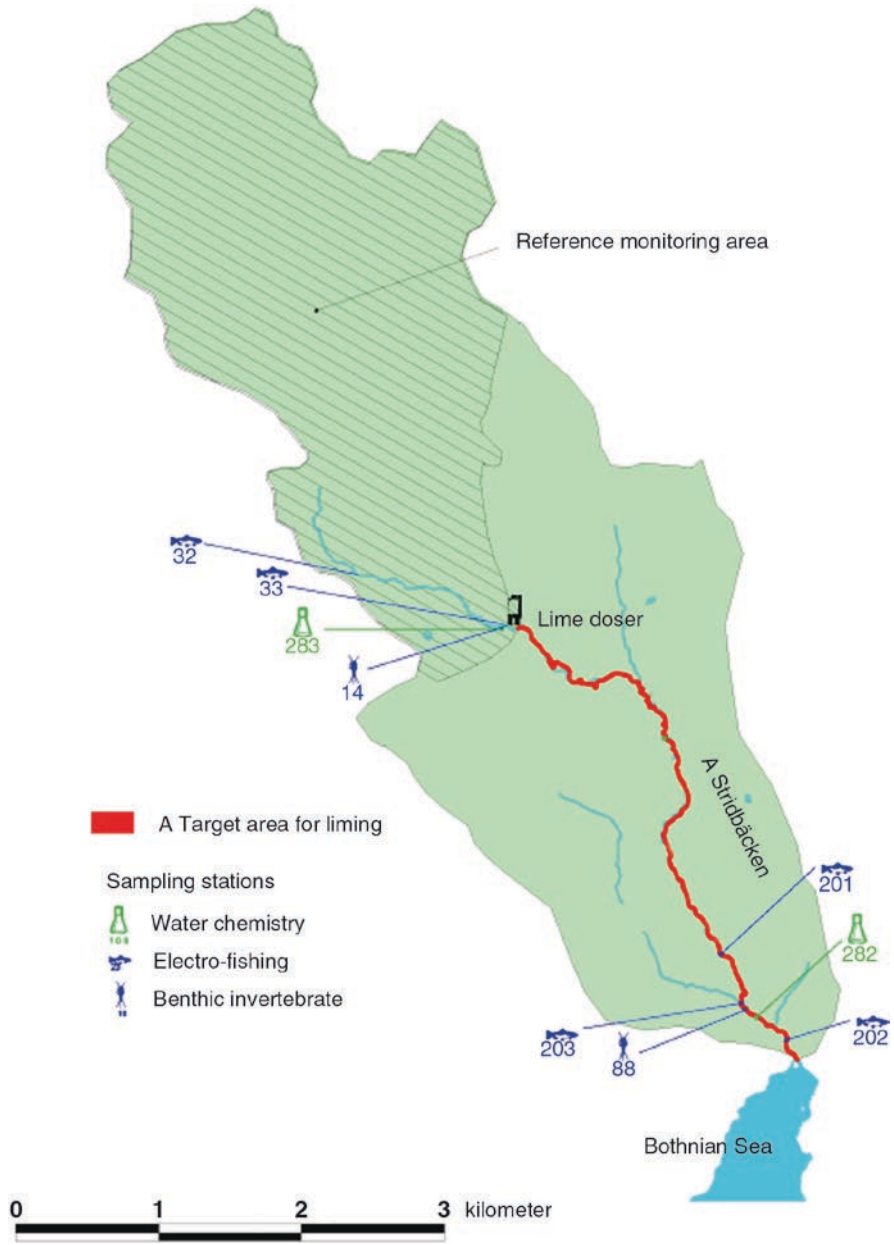 Reference monitoring area
32
33
283
14
Lime doser
A Stridbäcken
A Target area for liming
Sampling stations
Water chemistry
Electro-fishing
Benthic invertebrate
201
282
203
88
202
Bothnian Sea
0 1 2 3 kilometer